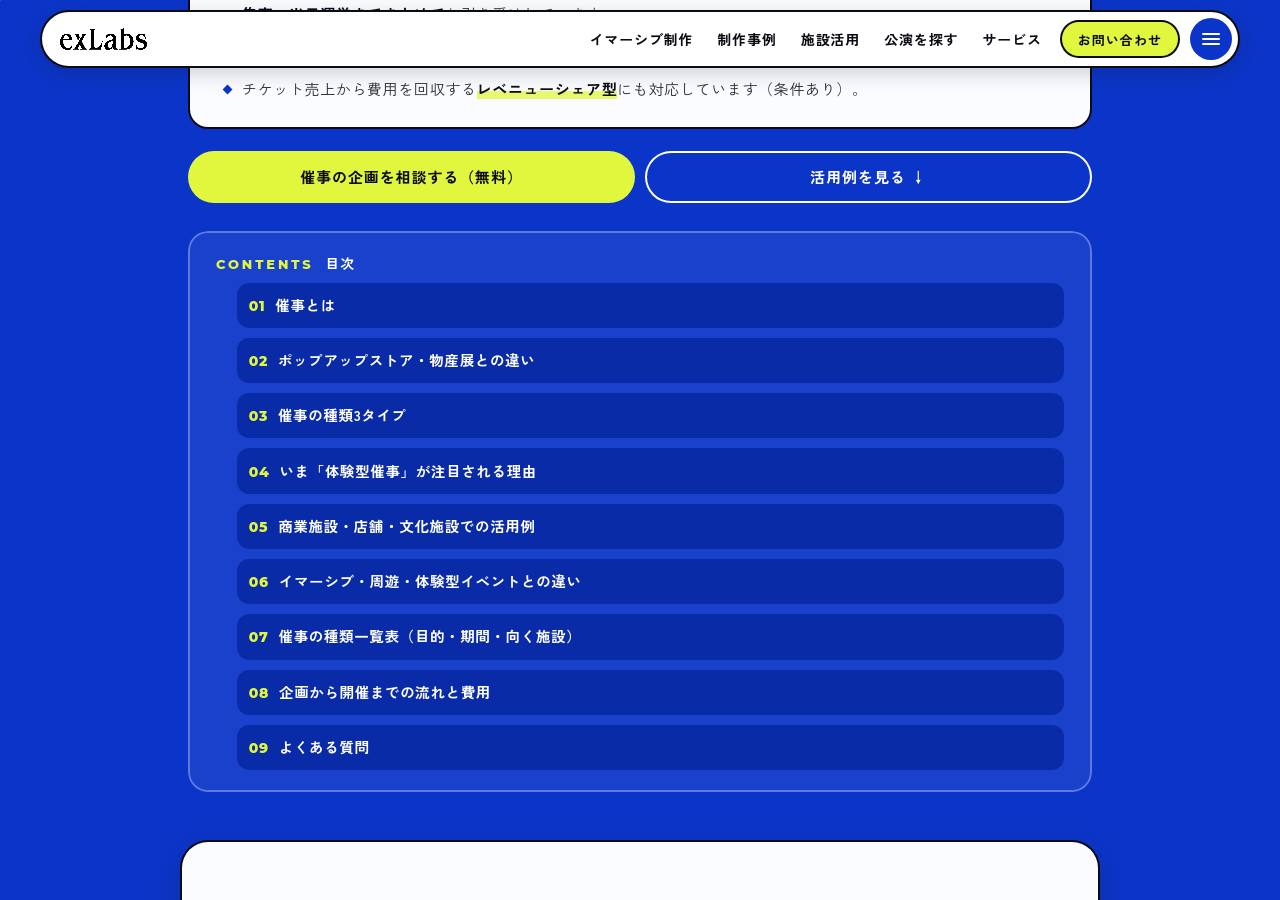 exLabs
イマーシブ制作 制作事例 施設活用 公演を探す サービス お問い合わせ
チケット売上から費用を回収するレベニューシェア型にも対応しています（条件あり）。
催事の企画を相談する（無料） 活用例を見る ↓
CONTENTS 目次
01 催事とは
02 ポップアップストア・物産展との違い
03 催事の種類3タイプ
04 いま「体験型催事」が注目される理由
05 商業施設・店舗・文化施設での活用例
06 イマーシブ・周遊・体験型イベントとの違い
07 催事の種類一覧表（目的・期間・向く施設）
08 企画から開催までの流れと費用
09 よくある質問